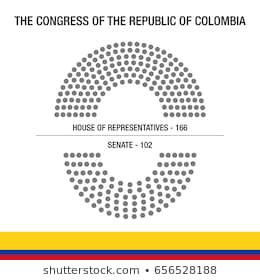 THE CONGRESS OF THE REPUBLIC OF COLOMBIA
HOUSE OF REPRESENTATIVES - 166
SENATE - 102
shutterstock.com • 656528188